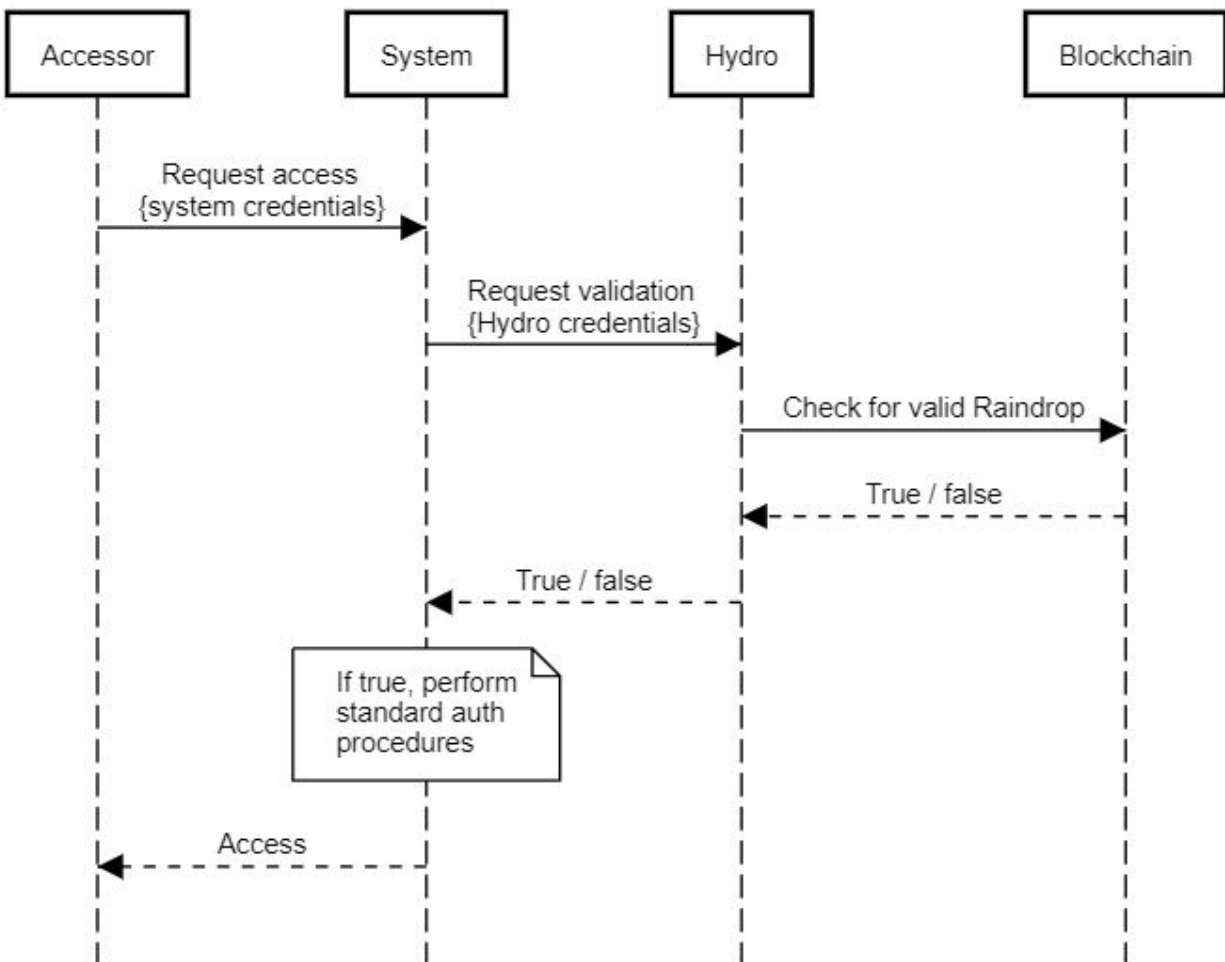 Accessor
System
Hydro
Blockchain
Request access
{system credentials}
Request validation
{Hydro credentials}
Check for valid Raindrop
True / false
True / false
If true, perform
standard auth
procedures
Access